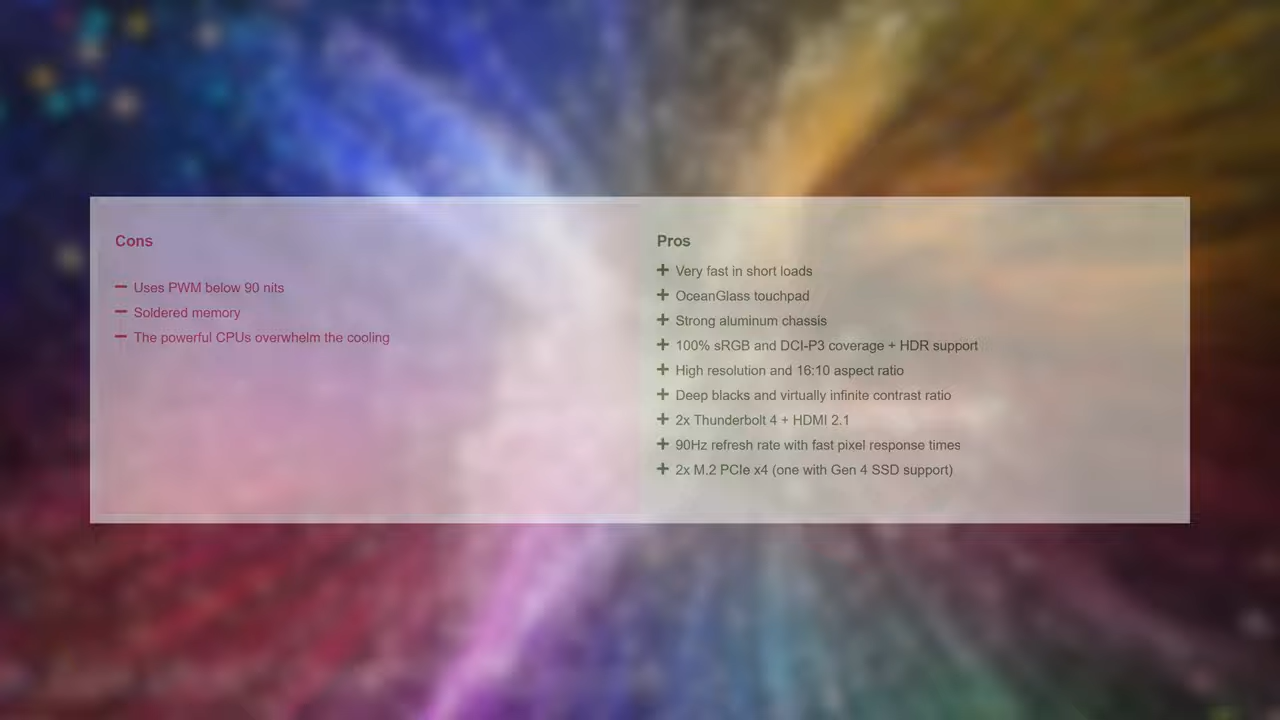 Cons
Uses PWM below 90 nits
Soldered memory
The powerful CPUs overwhelm the cooling
Pros
Very fast in short loads
OceanGlass touchpad
Strong aluminum chassis
100% sRGB and DCI-P3 coverage + HDR support
High resolution and 16:10 aspect ratio
Deep blacks and virtually infinite contrast ratio
2x Thunderbolt 4 + HDMI 2.1
90Hz refresh rate with fast pixel response times
2x M.2 PCIe x4 (one with Gen 4 SSD support)